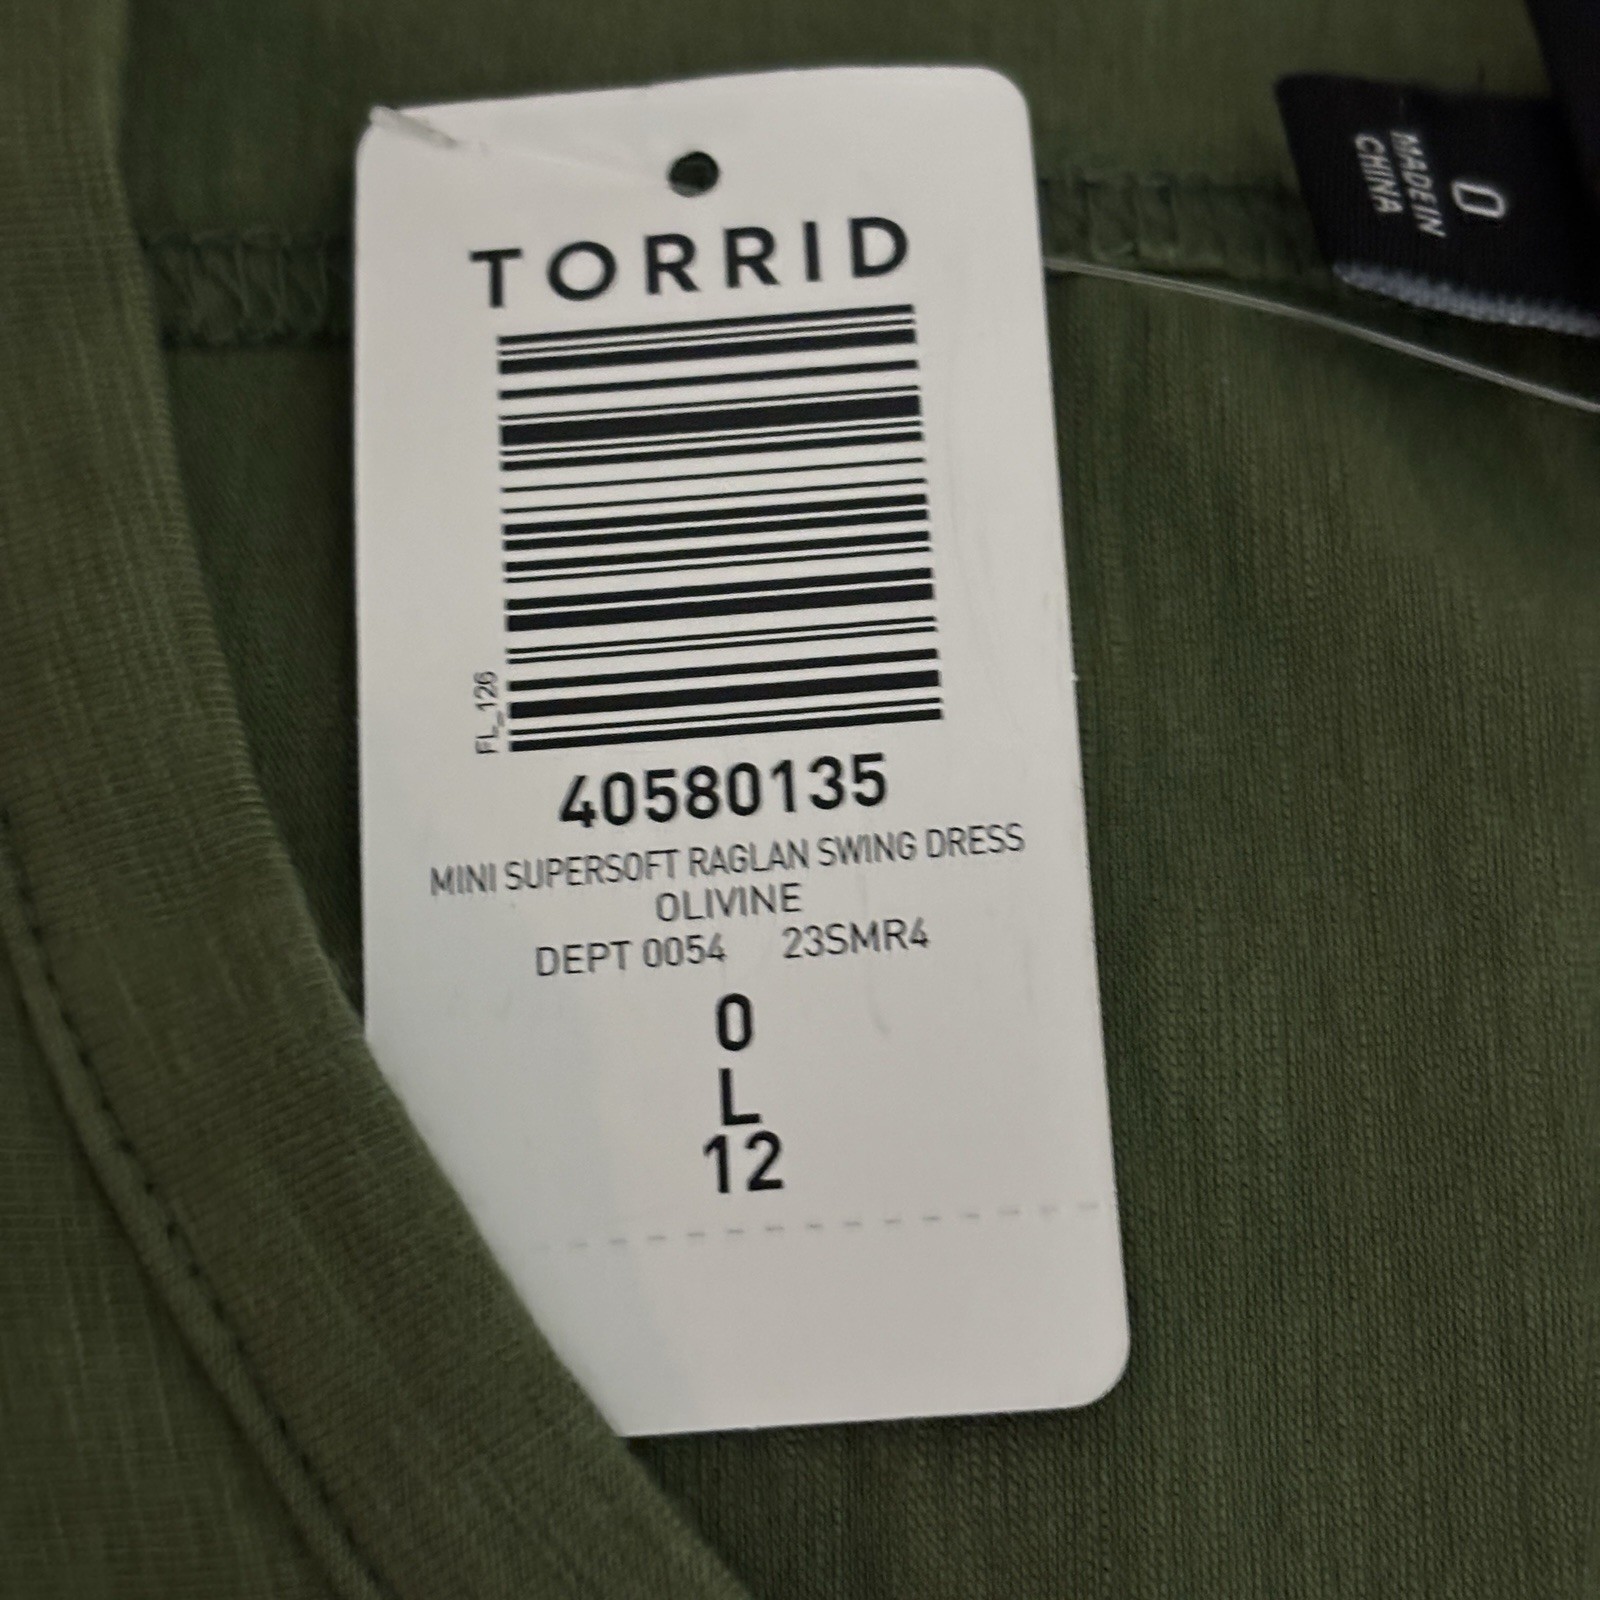 TORRID
FL_126
40580135
MINI SUPERSOFT RAGLAN SWING DRESS
OLIVINE
DEPT 0054 23SMR4
0
L
12
0
MADE IN
CHINA